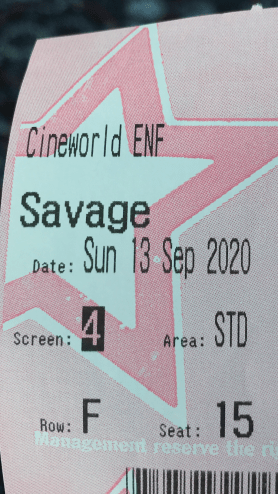 Cineworld ENF
Savage
Date: Sun 13 Sep 2020
Screen: 4 Area: STD
Row: F Seat: 15
Management reserve the